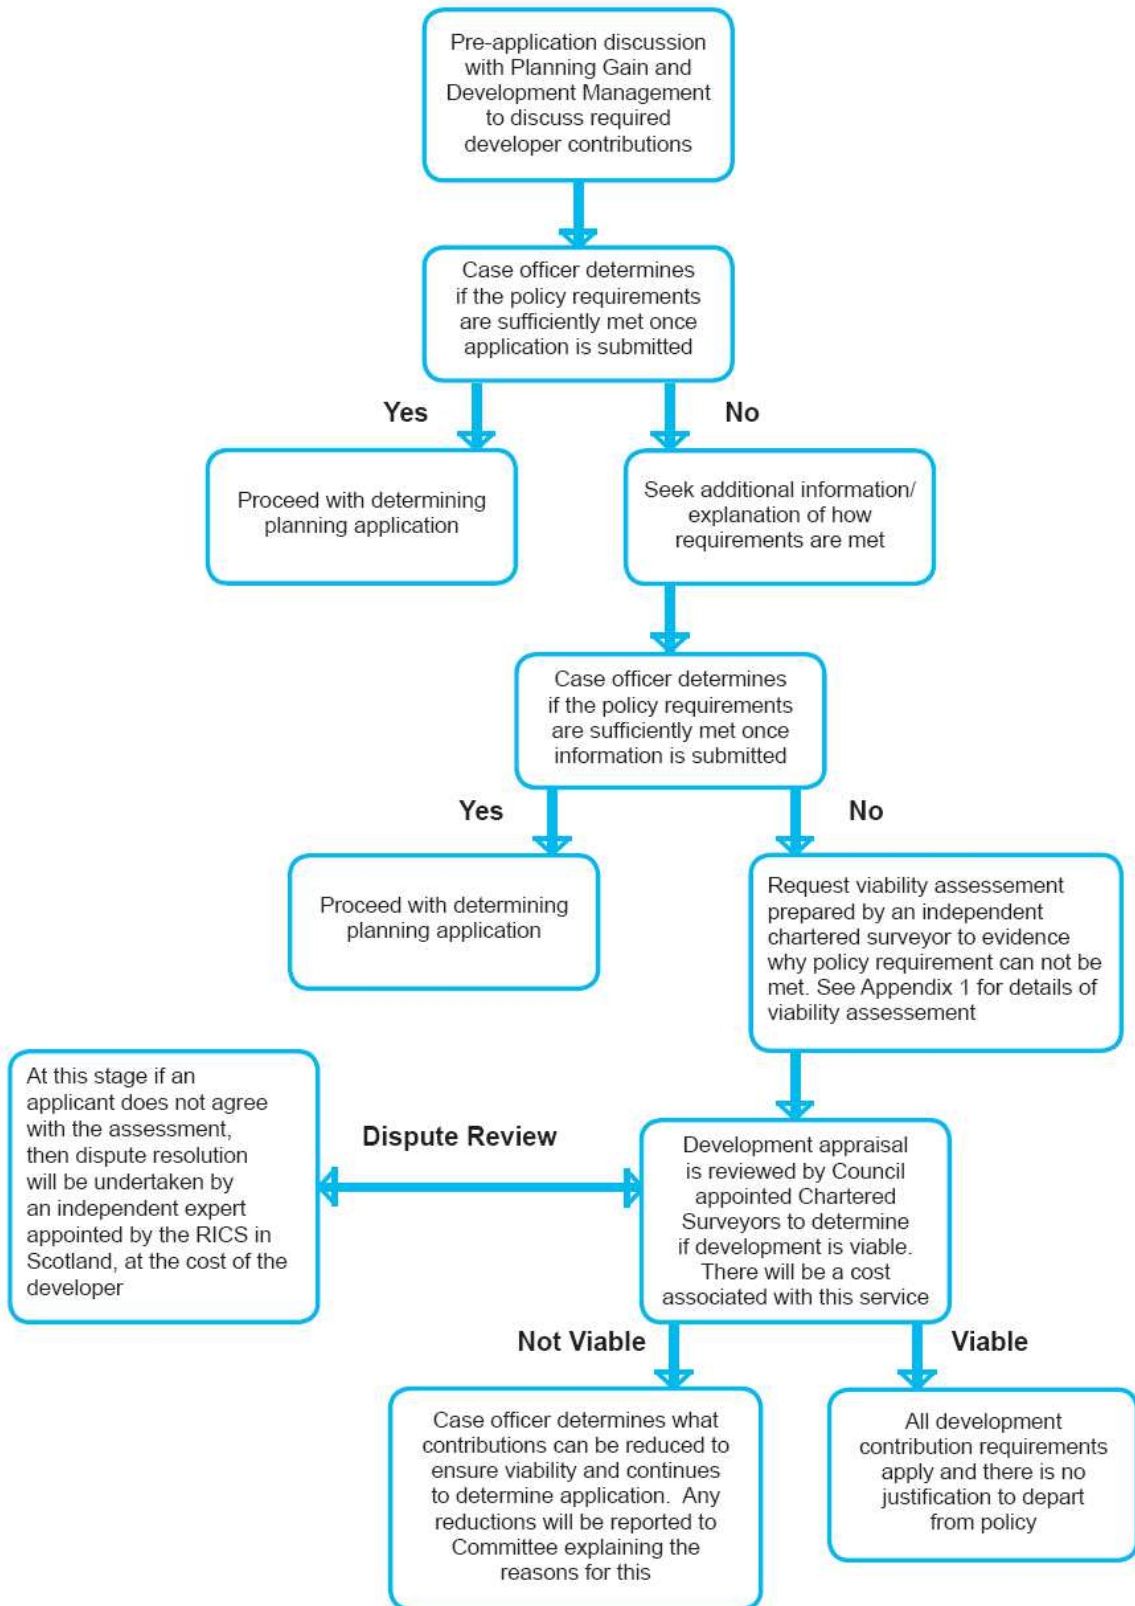 Pre-application discussion
with Planning Gain and
Development Management
to discuss required
developer contributions
Case officer determines
if the policy requirements
are sufficiently met once
application is submitted
Yes
No
Proceed with determining
planning application
Seek additional information/
explanation of how
requirements are met
Case officer determines
if the policy requirements
are sufficiently met once
information is submitted
Yes
No
Proceed with determining
planning application
Request viability assessement
prepared by an independent
chartered surveyor to evidence
why policy requirement can not be
met. See Appendix 1 for details of
viability assessment
At this stage if an
applicant does not agree
with the assessment,
then dispute resolution
will be undertaken by
an independent expert
appointed by the RICS in
Scotland, at the cost of the
developer
Dispute Review
Development appraisal
is reviewed by Council
appointed Chartered
Surveyors to determine
if development is viable.
There will be a cost
associated with this service
Not Viable
Viable
Case officer determines what
contributions can be reduced to
ensure viability and continues
to determine application. Any
reductions will be reported to
Committee explaining the
reasons for this
All development
contribution requirements
apply and there is no
justification to depart
from policy